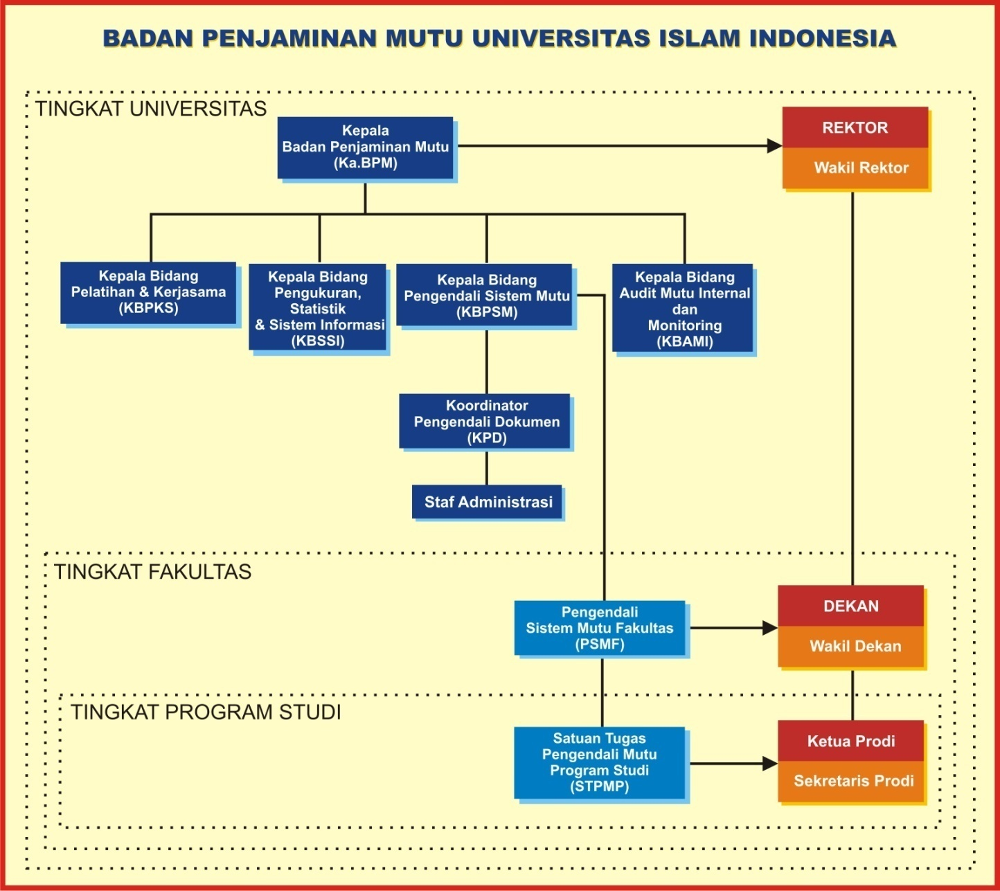 BADAN PENJAMINAN MUTU UNIVERSITAS ISLAM INDONESIA
TINGKAT UNIVERSITAS
Kepala
Badan Penjaminan Mutu
(Ka.BPM)
REKTOR
Wakil Rektor
Kepala Bidang
Pelatihan & Kerjasama
(KBPKS)
Kepala Bidang
Pengukuran,
Statistik
& Sistem Informasi
(KBSSI)
Kepala Bidang
Pengendali Sistem Mutu
(KBPSM)
Kepala Bidang
Audit Mutu Internal
dan
Monitoring
(KBAMI)
Koordinator
Pengendali Dokumen
(KPD)
Staf Administrasi
TINGKAT FAKULTAS
Pengendali
Sistem Mutu Fakultas
(PSMF)
DEKAN
Wakil Dekan
TINGKAT PROGRAM STUDI
Satuan Tugas
Pengendali Mutu
Program Studi
(STPMP)
Ketua Prodi
Sekretaris Prodi